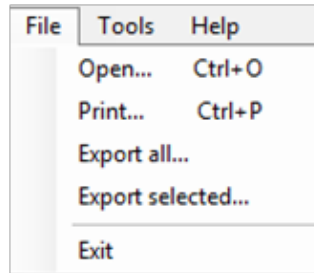 File Tools Help
Open... Ctrl+O
Print... Ctrl+P
Export all...
Export selected...
Exit